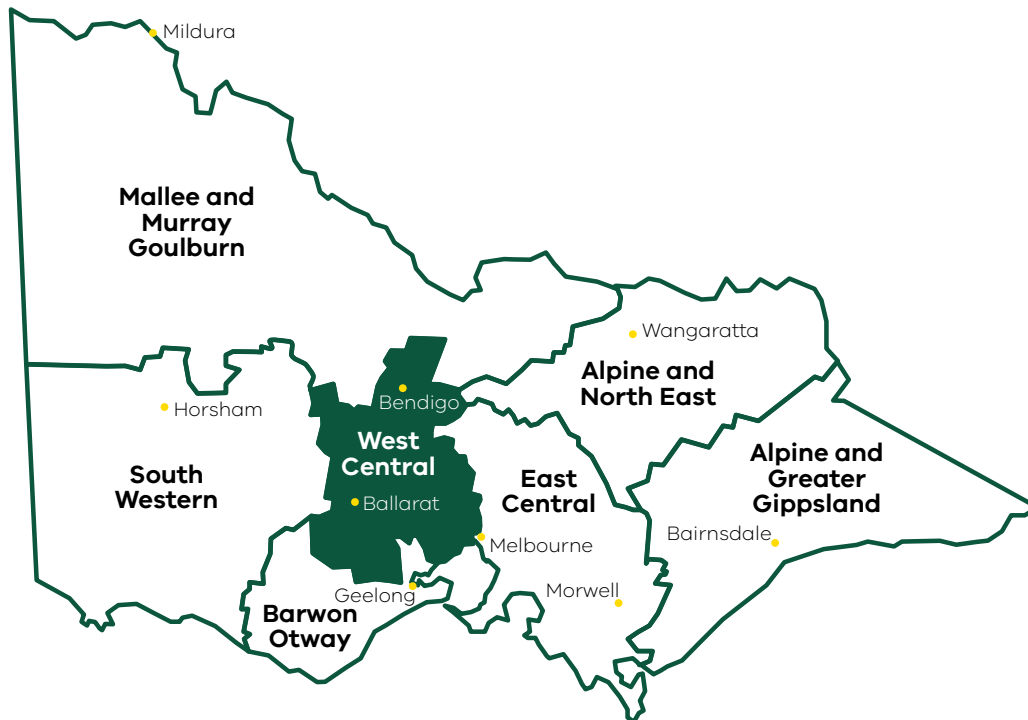 Mildura
Mallee and
Murray
Goulburn
Wangaratta
Alpine and
North East
Bendigo
Horsham
West
Central
South
Western
East
Central
Alpine and
Greater
Gippsland
Ballarat
Melbourne
Bairnsdale
Geelong
Morwell
Barwon
Otway